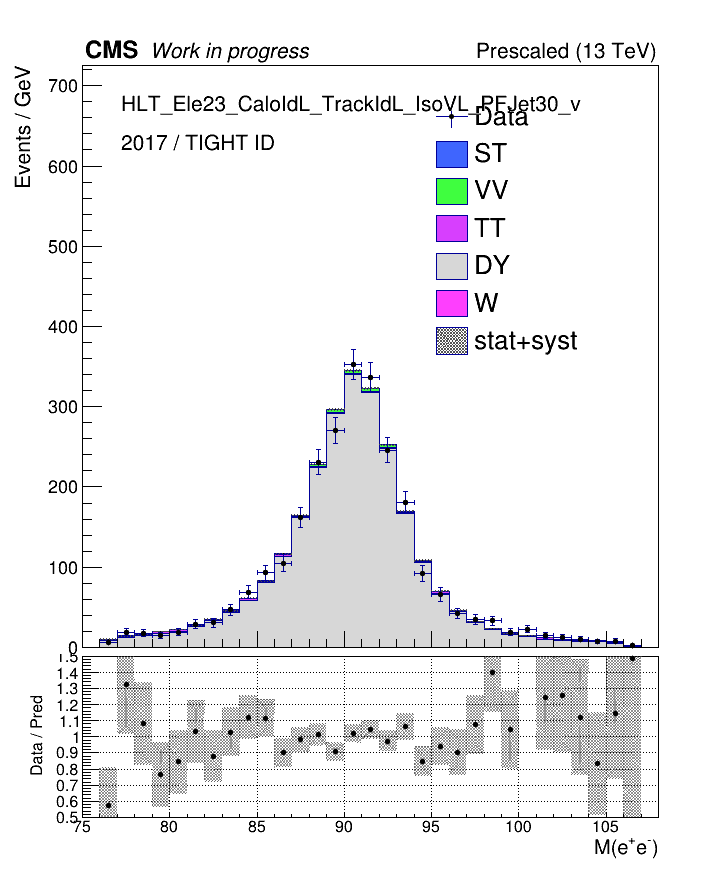 CMS Work in progress Prescaled (13 TeV)
Events / GeV
700
600
500
400
300
200
100
0
HLT_Ele23_CaloIdL_TrackIdL_IsoVL_PFJet30_v
2017 / TIGHT ID
Data
ST
VV
TT
DY
W
stat+syst
Data / Pred
1.5
1.4
1.3
1.2
1.1
1
0.9
0.8
0.7
0.6
0.5
75 80 85 90 95 100 105
M(e⁺e⁻)